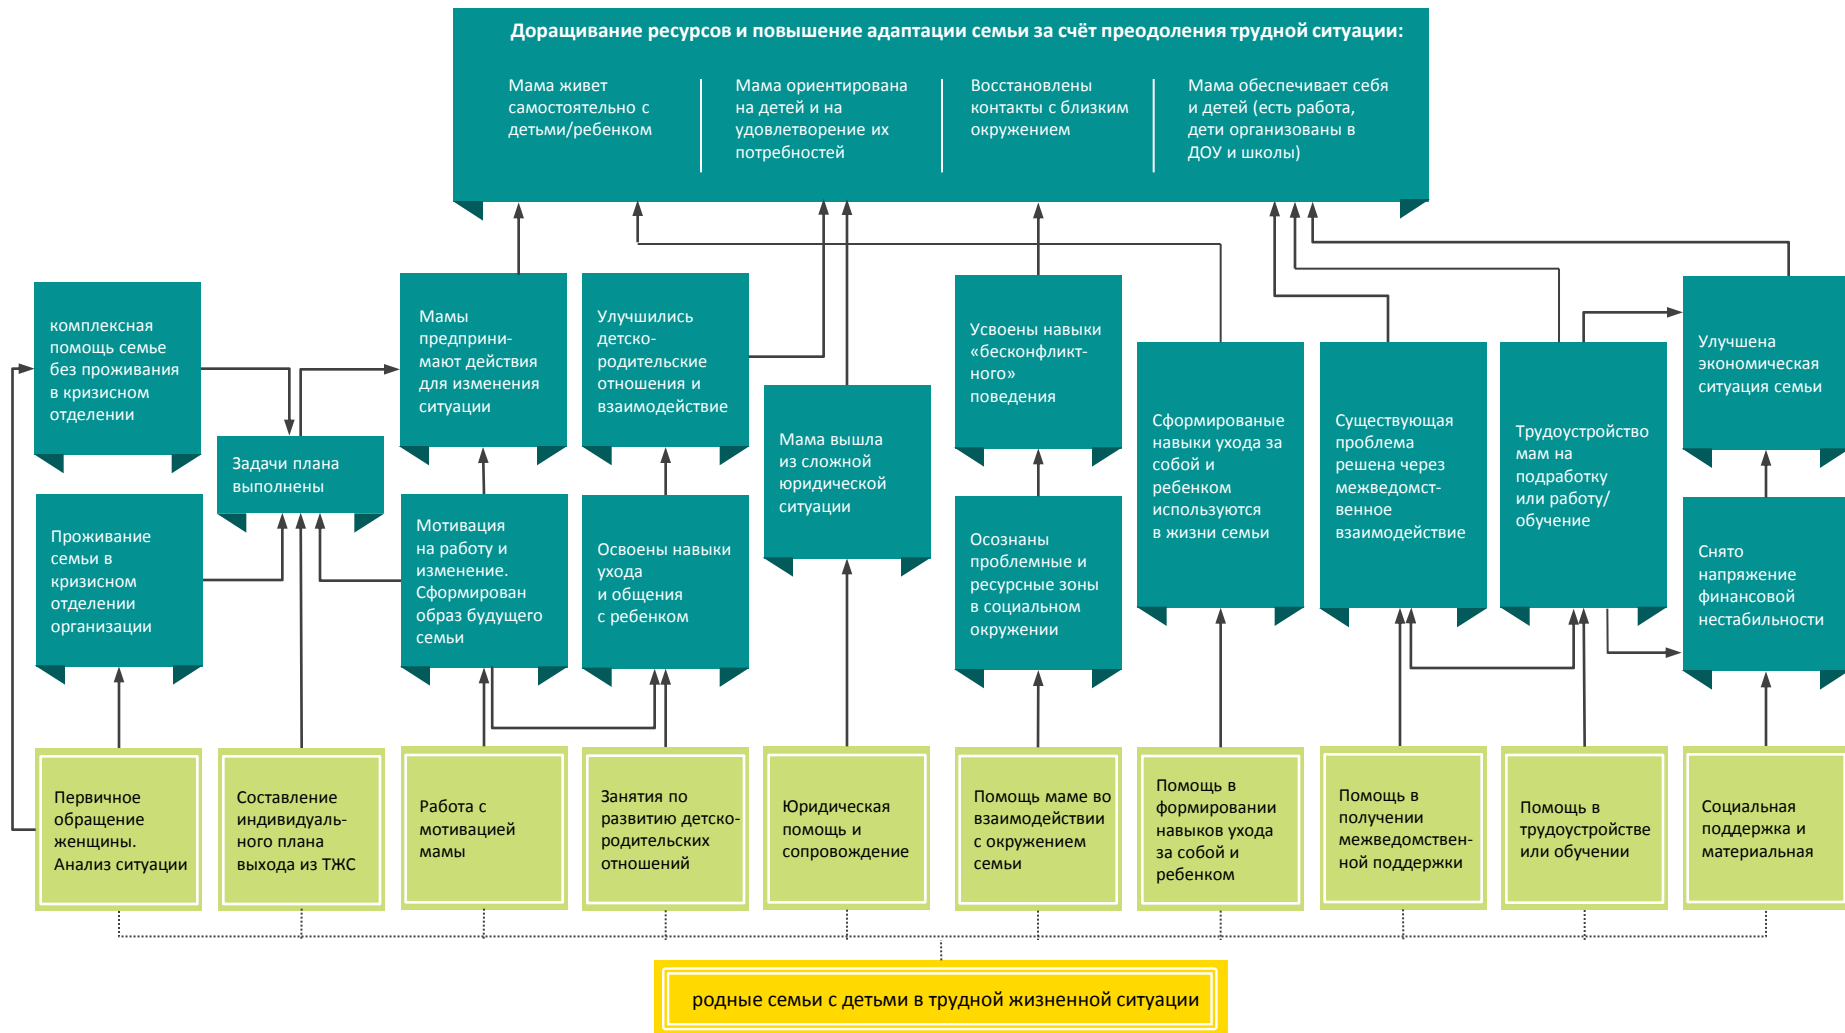 Доращивание ресурсов и повышение адаптации семьи за счёт преодоления трудной ситуации:
Мама живет
самостоятельно с
детьми/ребенком
Мама ориентирована
на детей и на
удовлетворение их
потребностей
Восстановлены
контакты с близким
окружением
Мама обеспечивает себя
и детей (есть работа,
дети организованы в
ДОУ и школы)
комплексная
помощь семье
без проживания
в кризисном
отделении
Задачи плана
выполнены
Проживание
семьи в
кризисном
отделении
организации
Мамы
предприни-
мают действия
для изменения
ситуации
Мотивация
на работу и
изменение.
Сформирован
образ будущего
семьи
Улучшились
детско-
родительские
отношения и
взаимодействие
Освоены навыки
ухода
и общения
с ребенком
Мама вышла
из сложной
юридической
ситуации
Усвоены навыки
«бесконфликт-
ного»
поведения
Осознаны
проблемные и
ресурсные зоны
в социальном
окружении
Сформированые
навыки ухода за
собой и
ребенком
используются
в жизни семьи
Существующая
проблема
решена через
межведомст-
венное
взаимодействие
Трудоустройство
мам на
подработку
или работу/
обучение
Улучшена
экономическая
ситуация семьи
Снято
напряжение
финансовой
нестабильности
Первичное
обращение
женщины.
Анализ ситуации
Составление
индивидуаль-
ного плана
выхода из ТЖС
Работа с
мотивацией
мамы
Занятия по
развитию детско-
родительских
отношений
Юридическая
помощь и
сопровождение
Помощь маме во
взаимодействии
с окружением
семьи
Помощь в
формировании
навыков ухода
за собой и
ребенком
Помощь в
получении
межведомствен-
ной поддержки
Помощь в
трудоустройстве
или обучении
Социальная
поддержка и
материальная
родные семьи с детьми в трудной жизненной ситуации